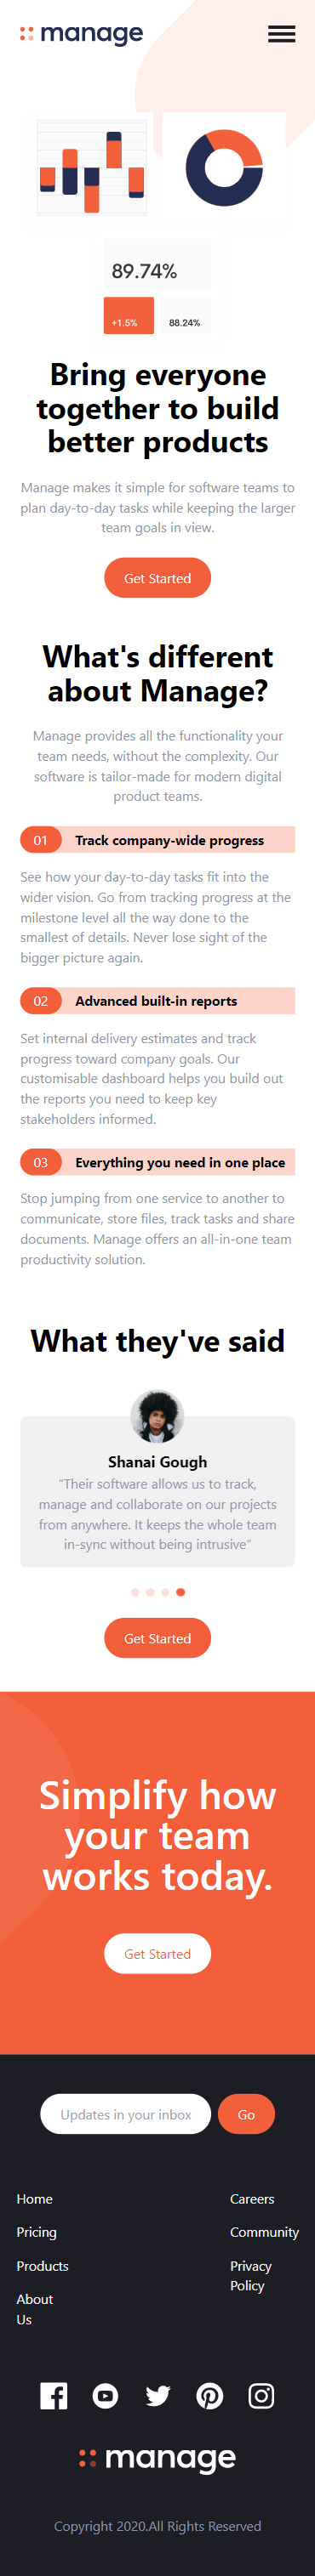 manage
89.74%
+1.5%
88.24%
Bring everyone
together to build
better products
Manage makes it simple for software teams to
plan day-to-day tasks while keeping the larger
team goals in view.
Get Started
What's different
about Manage?
Manage provides all the functionality your
team needs, without the complexity. Our
software is tailor-made for modern digital
product teams.
01 Track company-wide progress
See how your day-to-day tasks fit into the
wider vision. Go from tracking progress at the
milestone level all the way done to the
smallest of details. Never lose sight of the
bigger picture again.
02 Advanced built-in reports
Set internal delivery estimates and track
progress toward company goals. Our
customisable dashboard helps you build out
the reports you need to keep key
stakeholders informed.
03 Everything you need in one place
Stop jumping from one service to another to
communicate, store files, track tasks and share
documents. Manage offers an all-in-one team
productivity solution.
What they've said
Shanai Gough
“Their software allows us to track,
manage and collaborate on our projects
from anywhere. It keeps the whole team
in-sync without being intrusive”
Get Started
Simplify how
your team
works today.
Get Started
Updates in your inbox
Go
Home
Pricing
Products
About
Us
Careers
Community
Privacy
Policy
manage
Copyright 2020.All Rights Reserved